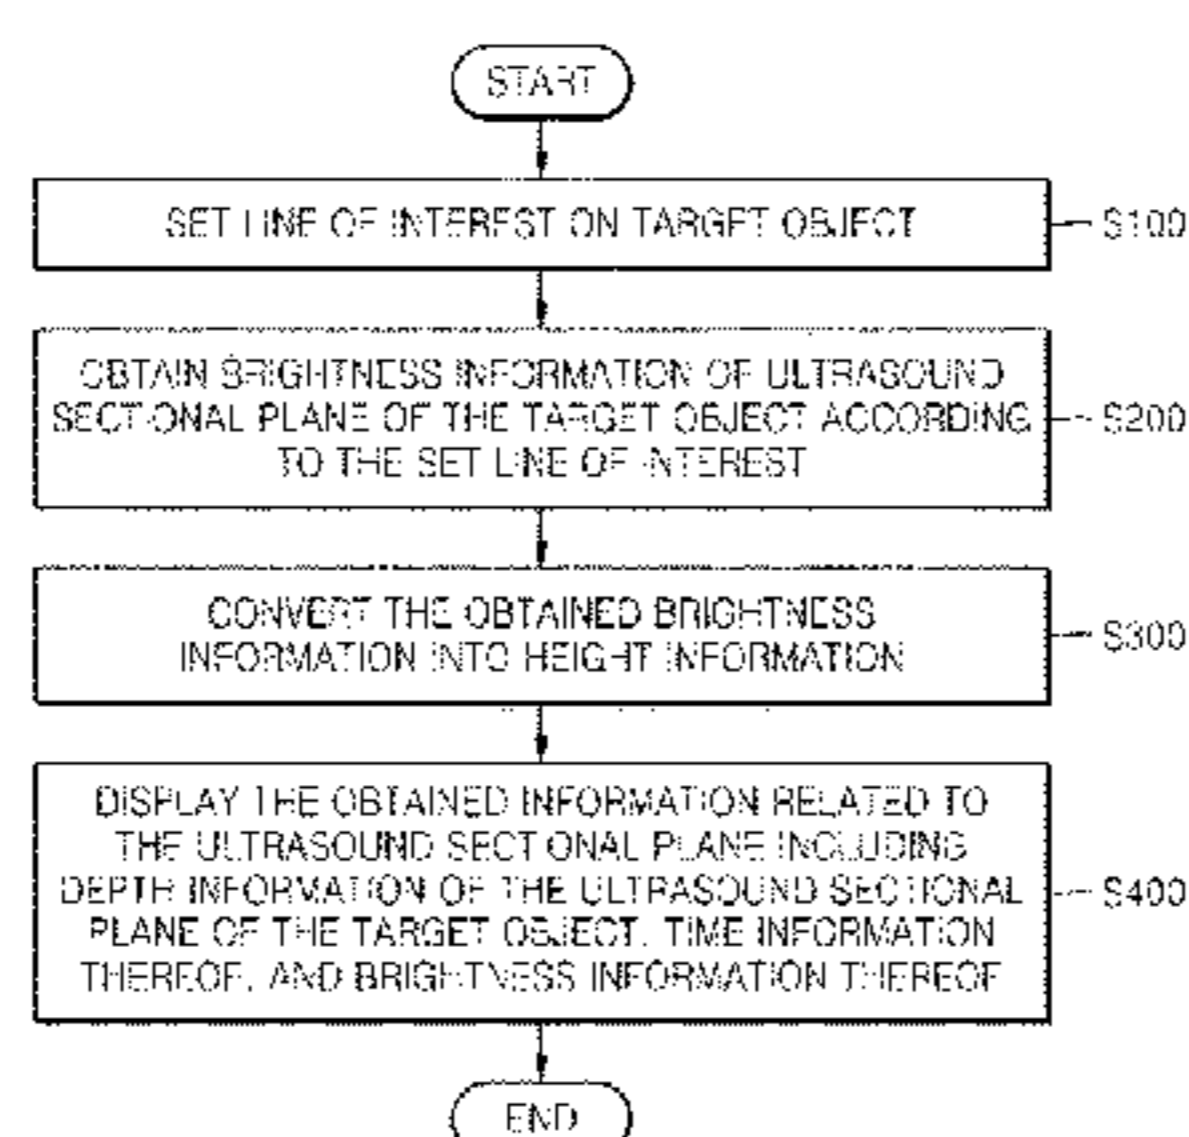 START
SET LINE OF INTEREST ON TARGET OBJECT
S100
OBTAIN BRIGHTNESS INFORMATION OF ULTRASOUND
SECTIONAL PLANE OF THE TARGET OBJECT ACCORDING
TO THE SET LINE OF INTEREST
S200
CONVERT THE OBTAINED BRIGHTNESS
INFORMATION INTO HEIGHT INFORMATION
S300
DISPLAY THE OBTAINED INFORMATION RELATED TO
THE ULTRASOUND SECTIONAL PLANE INCLUDING
DEPTH INFORMATION OF THE ULTRASOUND SECTIONAL
PLANE OF THE TARGET OBJECT, TIME INFORMATION
THEREOF, AND BRIGHTNESS INFORMATION THEREOF
S400
END